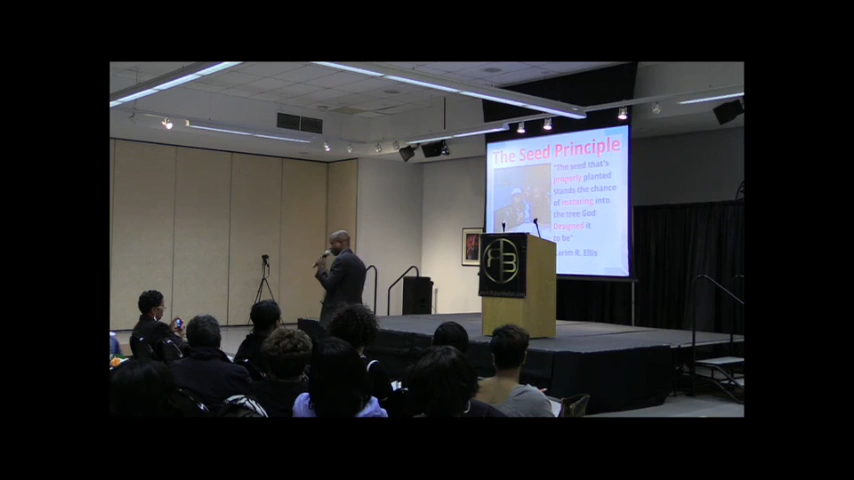 The Seed Principle
"The seed that's
properly planted
stands the chance
of maturing into
the tree God
Designed it
to be"
Karim R. Ellis